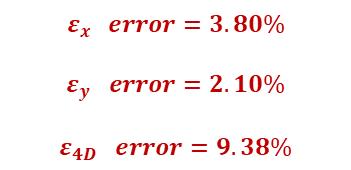 εx error = 3.80%
εy error = 2.10%
ε4D error = 9.38%